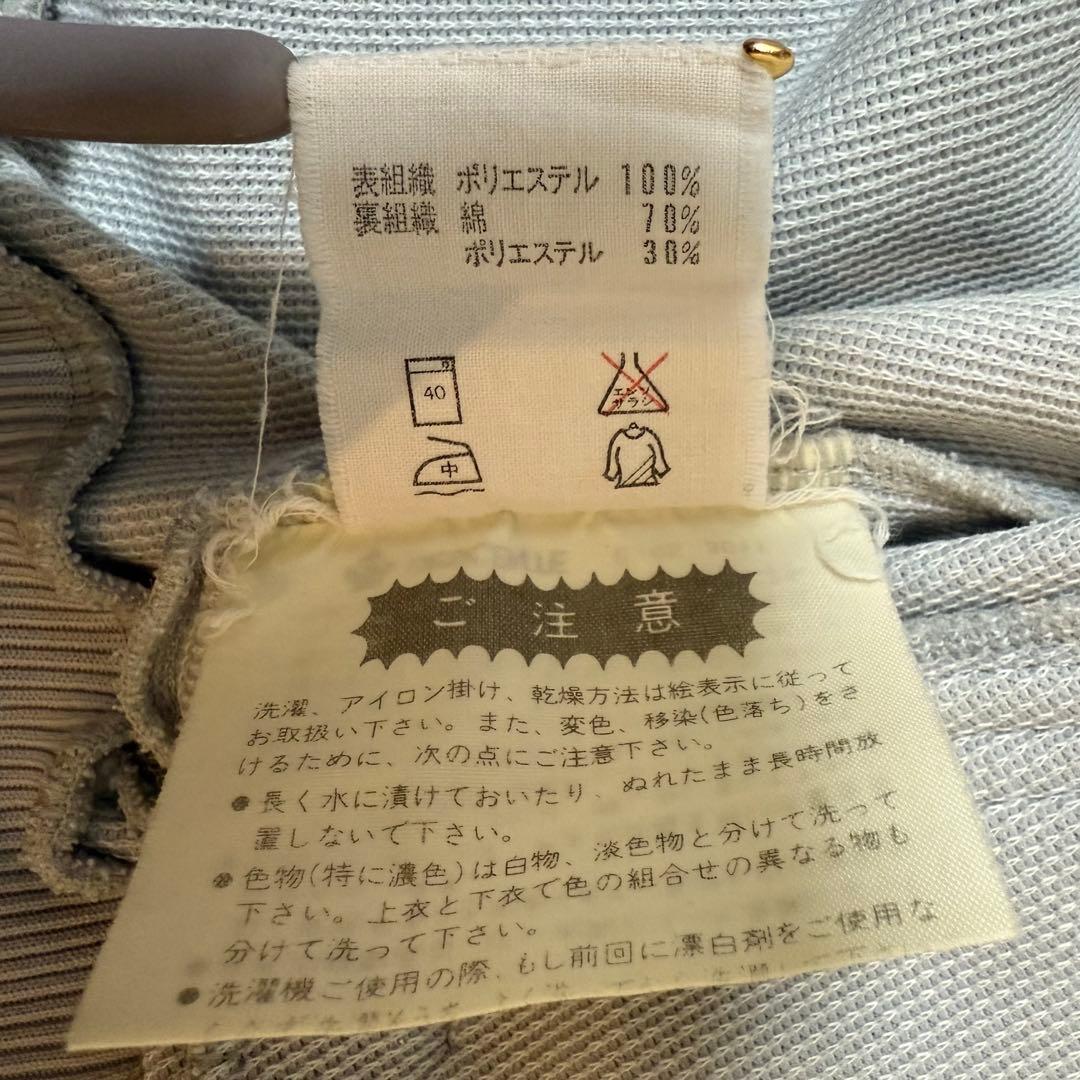 表組織 ポリエステル 100%
裏組織 綿 70%
ポリエステル 30%
40
エンソ
サラシ
中
ご注意
洗濯、アイロン掛け、乾燥方法は絵表示に従って
お取扱い下さい。また、変色、移染(色落ち)をさ
けるために、次の点にご注意下さい。
●長く水に漬けておいたり、ぬれたまま長時間放
置しないで下さい。
●色物(特に濃色)は白物、淡色物と分けて洗って
下さい。上衣と下衣で色の組合せの異なる物も
分けて洗って下さい。
●洗濯機ご使用の際、もし前回に漂白剤をご使用な